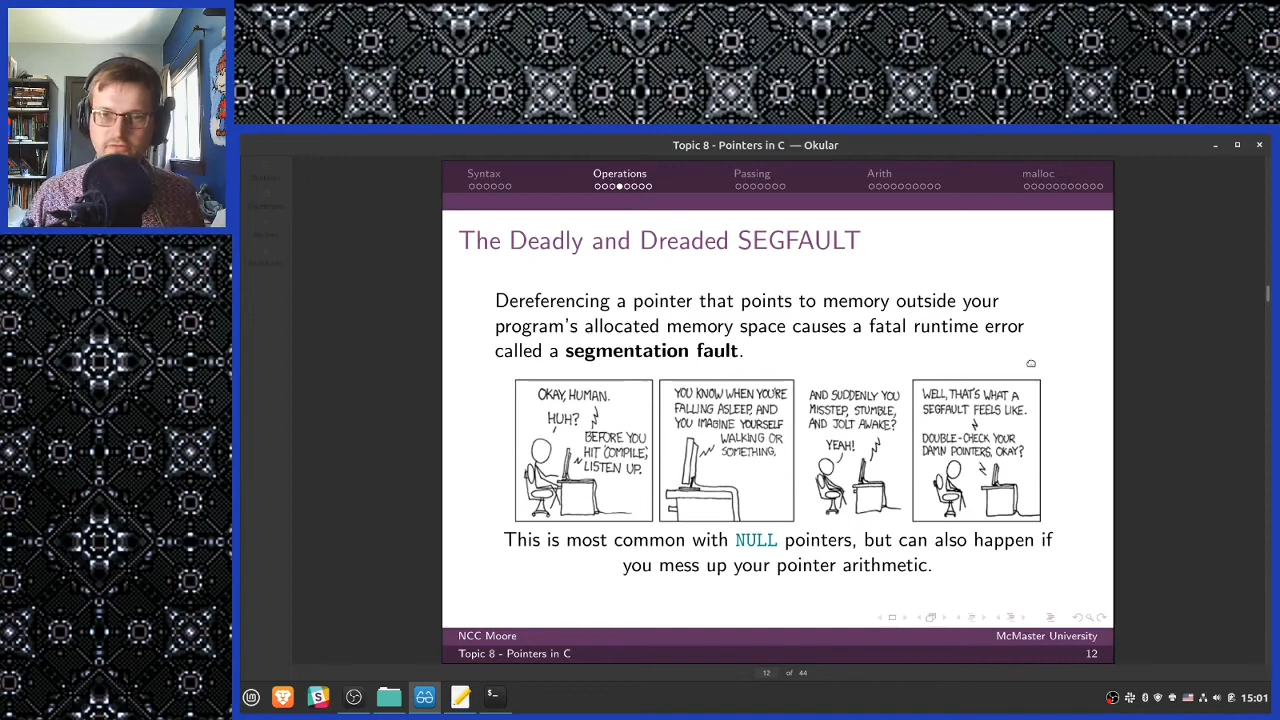 Topic 8 - Pointers in C — Okular
Syntax
Operations
Passing
Arith
malloc
The Deadly and Dreaded SEGFAULT
Dereferencing a pointer that points to memory outside your
program's allocated memory space causes a fatal runtime error
called a segmentation fault.
OKAY, HUMAN.
HUH?
BEFORE YOU
HIT 'COMPILE,'
LISTEN UP.
YOU KNOW WHEN YOU'RE
FALLING ASLEEP, AND
YOU IMAGINE YOURSELF
WALKING OR
SOMETHING,
AND SUDDENLY YOU
MISSTEP, STUMBLE,
AND JOLT AWAKE?
YEAH!
WELL, THAT'S WHAT A
SEGFAULT FEELS LIKE.
DOUBLE-CHECK YOUR
DAMN POINTERS, OKAY?
This is most common with NULL pointers, but can also happen if
you mess up your pointer arithmetic.
NCC Moore
McMaster University
Topic 8 - Pointers in C
12
12 of 44
15:01